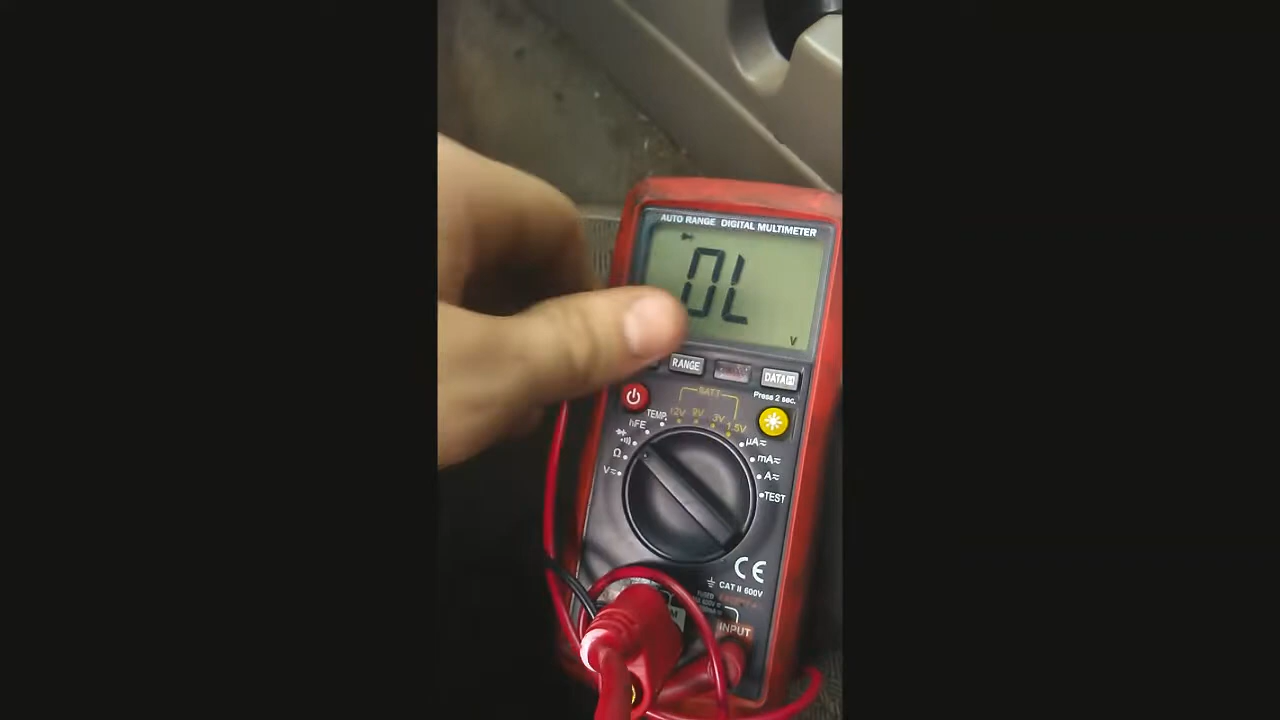 AUTO RANGE DIGITAL MULTIMETER
OL
V
RANGE
DATA H
Press 2 sec.
BATT
12V 9V 3V 1.5V
TEMP
hFE
Ω
V
µA
mA
A
TEST
CE
CAT II 600V
INPUT